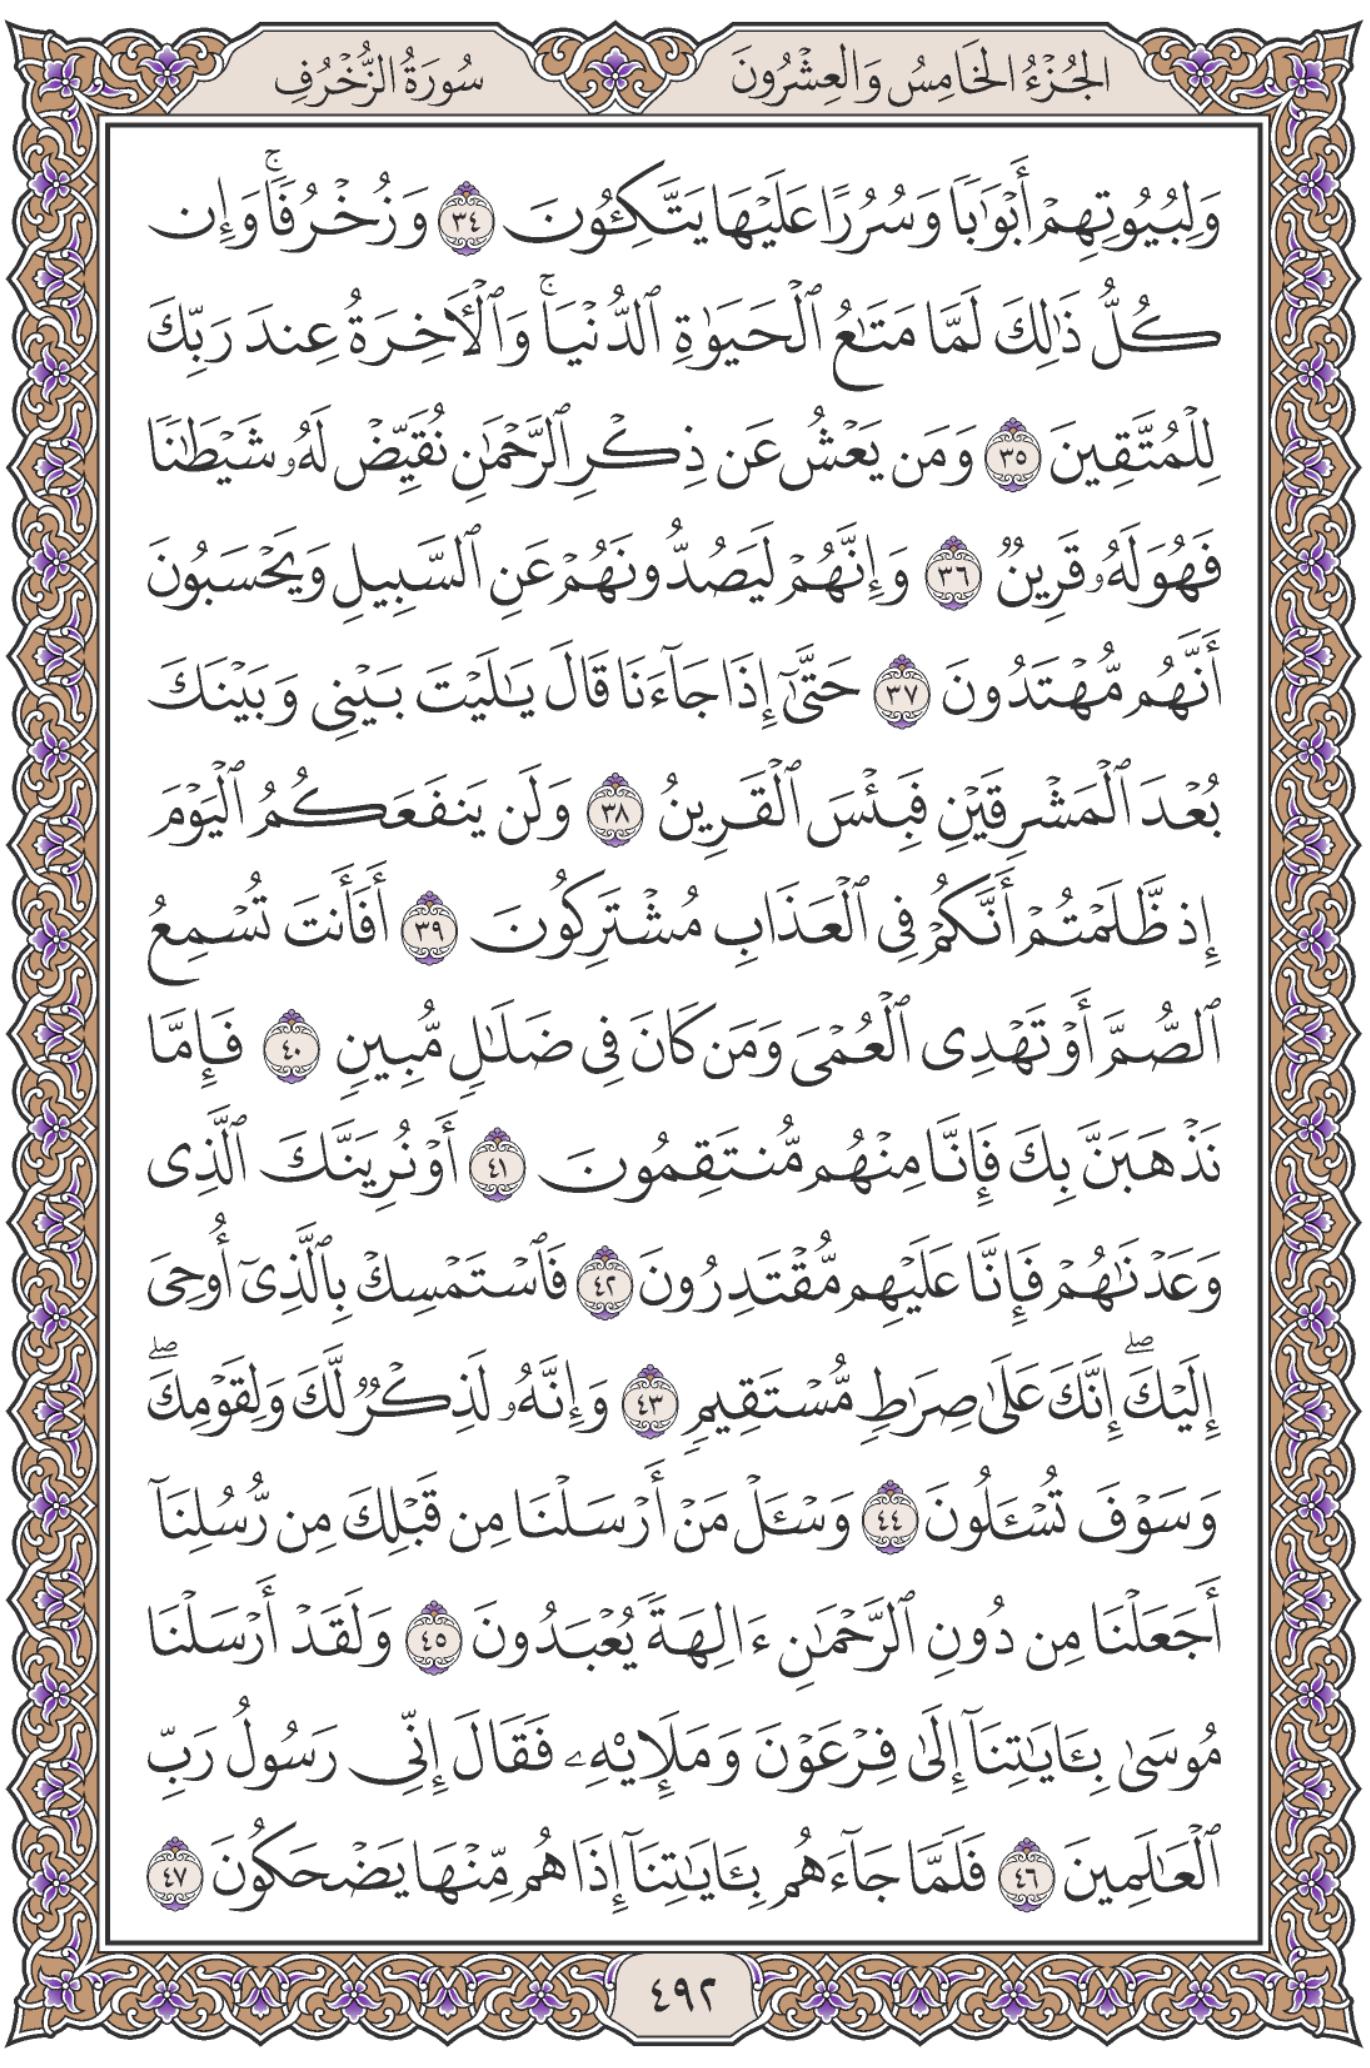 الجُزْءُ الخَامِسُ وَالعِشْرُونَ
سُورَةُ الزُّخْرُفِ
وَلِبُيُوتِهِمْ أَبْوَٰبًا وَسُرُرًا عَلَيْهَا يَتَّكِـُٔونَ ٣٤ وَزُخْرُفًا ۚ وَإِن
كُلُّ ذَٰلِكَ لَمَّا مَتَـٰعُ ٱلْحَيَوٰةِ ٱلدُّنْيَا ۚ وَٱلْـَٔاخِرَةُ عِندَ رَبِّكَ
لِلْمُتَّقِينَ ٣٥ وَمَن يَعْشُ عَن ذِكْرِ ٱلرَّحْمَـٰنِ نُقَيِّضْ لَهُۥ شَيْطَـٰنًا
فَهُوَ لَهُۥ قَرِينٌ ٣٦ وَإِنَّهُمْ لَيَصُدُّونَهُمْ عَنِ ٱلسَّبِيلِ وَيَحْسَبُونَ
أَنَّهُم مُّهْتَدُونَ ٣٧ حَتَّىٰٓ إِذَا جَآءَنَا قَالَ يَـٰلَيْتَ بَيْنِى وَبَيْنَكَ
بُعْدَ ٱلْمَشْرِقَيْنِ فَبِئْسَ ٱلْقَرِينُ ٣٨ وَلَن يَنفَعَكُمُ ٱلْيَوْمَ
إِذ ظَّلَمْتُمْ أَنَّكُمْ فِى ٱلْعَذَابِ مُشْتَرِكُونَ ٣٩ أَفَأَنتَ تُسْمِعُ
ٱلصُّمَّ أَوْ تَهْدِى ٱلْعُمْىَ وَمَن كَانَ فِى ضَلَـٰلٍ مُّبِينٍ ٤٠ فَإِمَّا
نَذْهَبَنَّ بِكَ فَإِنَّا مِنْهُم مُّنتَقِمُونَ ٤١ أَوْ نُرِيَنَّكَ ٱلَّذِى
وَعَدْنَـٰهُمْ فَإِنَّا عَلَيْهِم مُّقْتَدِرُونَ ٤٢ فَٱسْتَمْسِكْ بِٱلَّذِىٓ أُوحِىَ
إِلَيْكَ ۖ إِنَّكَ عَلَىٰ صِرَٰطٍ مُّسْتَقِيمٍ ٤٣ وَإِنَّهُۥ لَذِكْرٌ لَّكَ وَلِقَوْمِكَ ۖ
وَسَوْفَ تُسْـَٔلُونَ ٤٤ وَسْـَٔلْ مَنْ أَرْسَلْنَا مِن قَبْلِكَ مِن رُّسُلِنَآ
أَجَعَلْنَا مِن دُونِ ٱلرَّحْمَـٰنِ ءَالِهَةً يُعْبَدُونَ ٤٥ وَلَقَدْ أَرْسَلْنَا
مُوسَىٰ بِـَٔايَـٰتِنَآ إِلَىٰ فِرْعَوْنَ وَمَلَإِي۟هِۦ فَقَالَ إِنِّى رَسُولُ رَبِّ
ٱلْعَـٰلَمِينَ ٤٦ فَلَمَّا جَآءَهُم بِـَٔايَـٰتِنَآ إِذَا هُم مِّنْهَا يَضْحَكُونَ ٤٧
٤٩٢